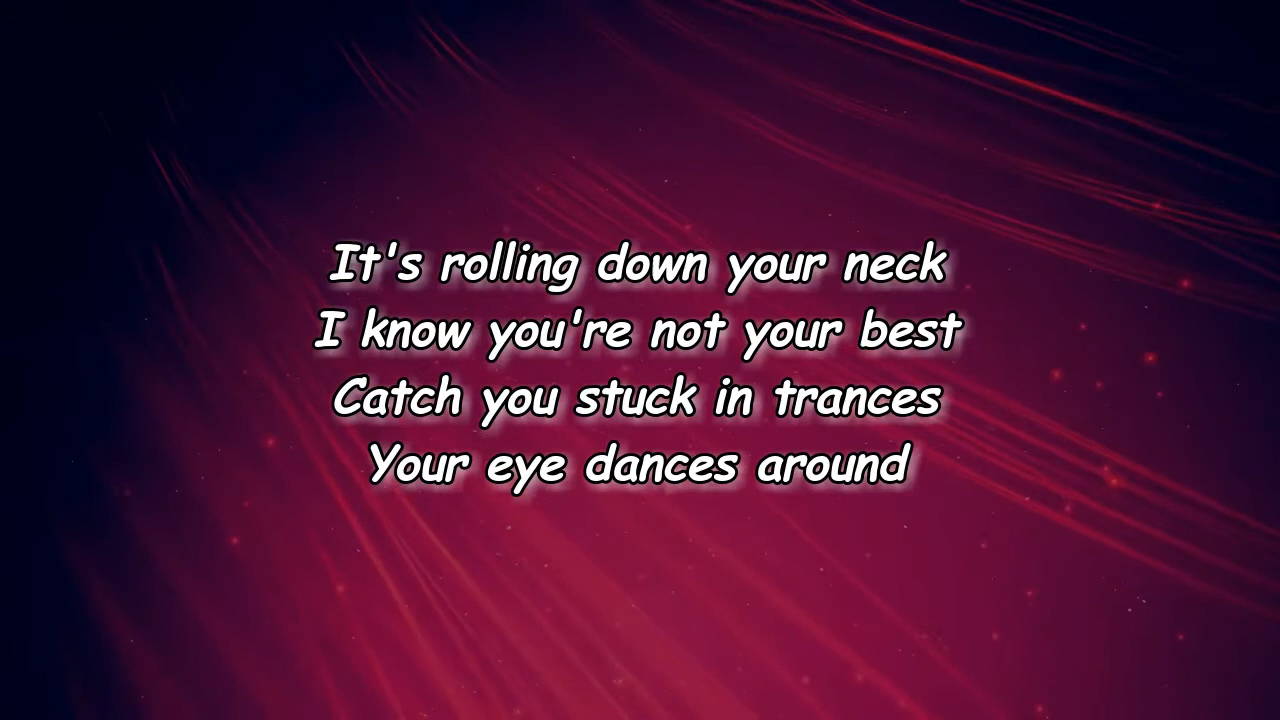 It's rolling down your neck
I know you're not your best
Catch you stuck in trances
Your eye dances around